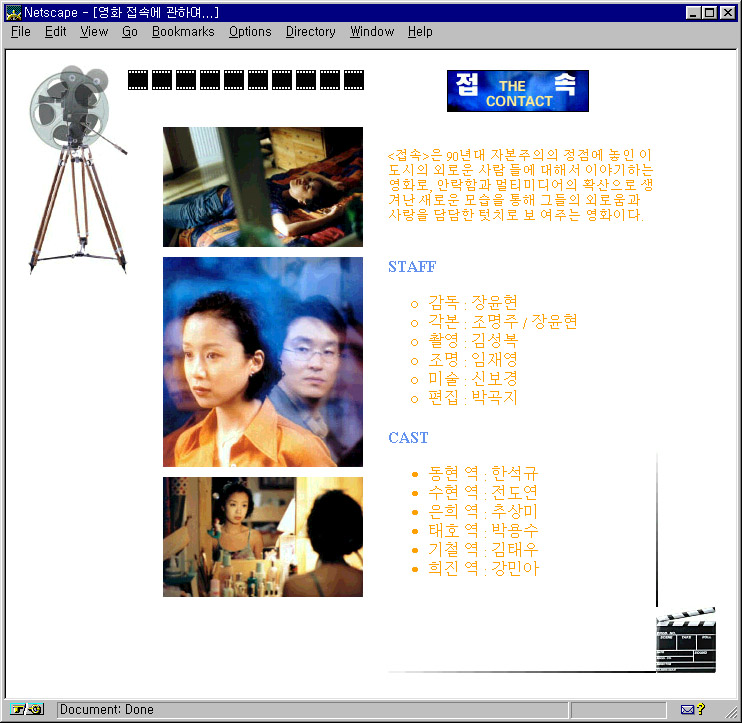 Netscape - [영화 접속에 관하여...]
File Edit View Go Bookmarks Options Directory Window Help
접 THE 속
CONTACT
<접속>은 90년대 자본주의의 정점에 놓인 이
도시의 외로운 사람 들에 대해서 이야기하는
영화로, 안락함과 멀티미디어의 확산으로 생
겨난 새로운 모습을 통해 그들의 외로움과
사랑을 담담한 텃치로 보 여주는 영화이다.
STAFF
감독 : 장윤현
각본 : 조명주 / 장윤현
촬영 : 김성복
조명 : 임재영
미술 : 신보경
편집 : 박곡지
CAST
동현 역 : 한석규
수현 역 : 전도연
은희 역 : 추상미
태호 역 : 박용수
기철 역 : 김태우
희진 역 : 강민아
SCENE TAKE ROLL
SOUND
Document: Done